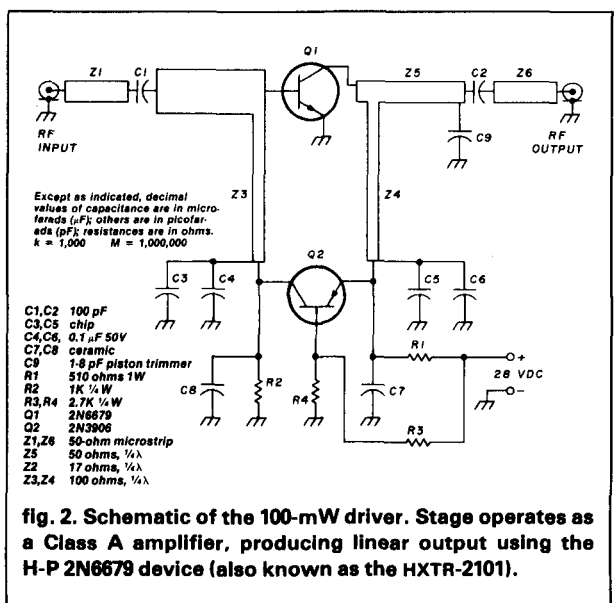 Q1
Z1
C1
Z5
C2
Z6
RF
INPUT
RF
OUTPUT
C9
Except as indicated, decimal
values of capacitance are in micro-
farads (μF); others are in picofar-
ads (pF); resistances are in ohms.
k = 1,000 M = 1,000,000
Z3
Z4
Q2
C3
C4
C5
C6
C1,C2 100 pF
C3,C5 chip
C4,C6, 0.1 μF 50V
C7,C8 ceramic
C9 1-8 pF piston trimmer
R1 510 ohms 1W
R2 1K ¼ W
R3,R4 2.7K ¼ W
Q1 2N6679
Q2 2N3906
Z1,Z6 50-ohm microstrip
Z5 50 ohms, ¼ λ
Z2 17 ohms, ¼ λ
Z3,Z4 100 ohms, ¼ λ
R1
+
28 VDC
-
C8
R2
R4
C7
R3
fig. 2. Schematic of the 100-mW driver. Stage operates as
a Class A amplifier, producing linear output using the
H-P 2N6679 device (also known as the HXTR-2101).